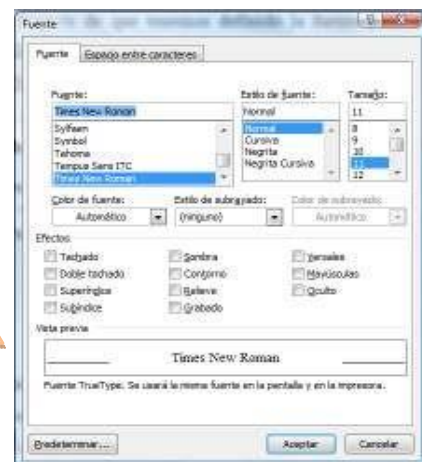 Fuente
Fuente Espacio entre caracteres
Fuente: Estilo de fuente: Tamaño:
Times New Roman Normal 11
Sylfaen Normal 8
Symbol Cursiva 9
Tahoma Negrita 10
Tempus Sans ITC Negrita Cursiva 11
Times New Roman 12
Color de fuente: Estilo de subrayado: Color de subrayado:
Automático (ninguno) Automático
Efectos
Tachado Sombra Versales
Doble tachado Contorno Mayúsculas
Superíndice Relieve Oculto
Subíndice Grabado
Vista previa
Times New Roman
Fuente TrueType. Se usará la misma fuente en la pantalla y en la impresora.
Predeterminar... Aceptar Cancelar